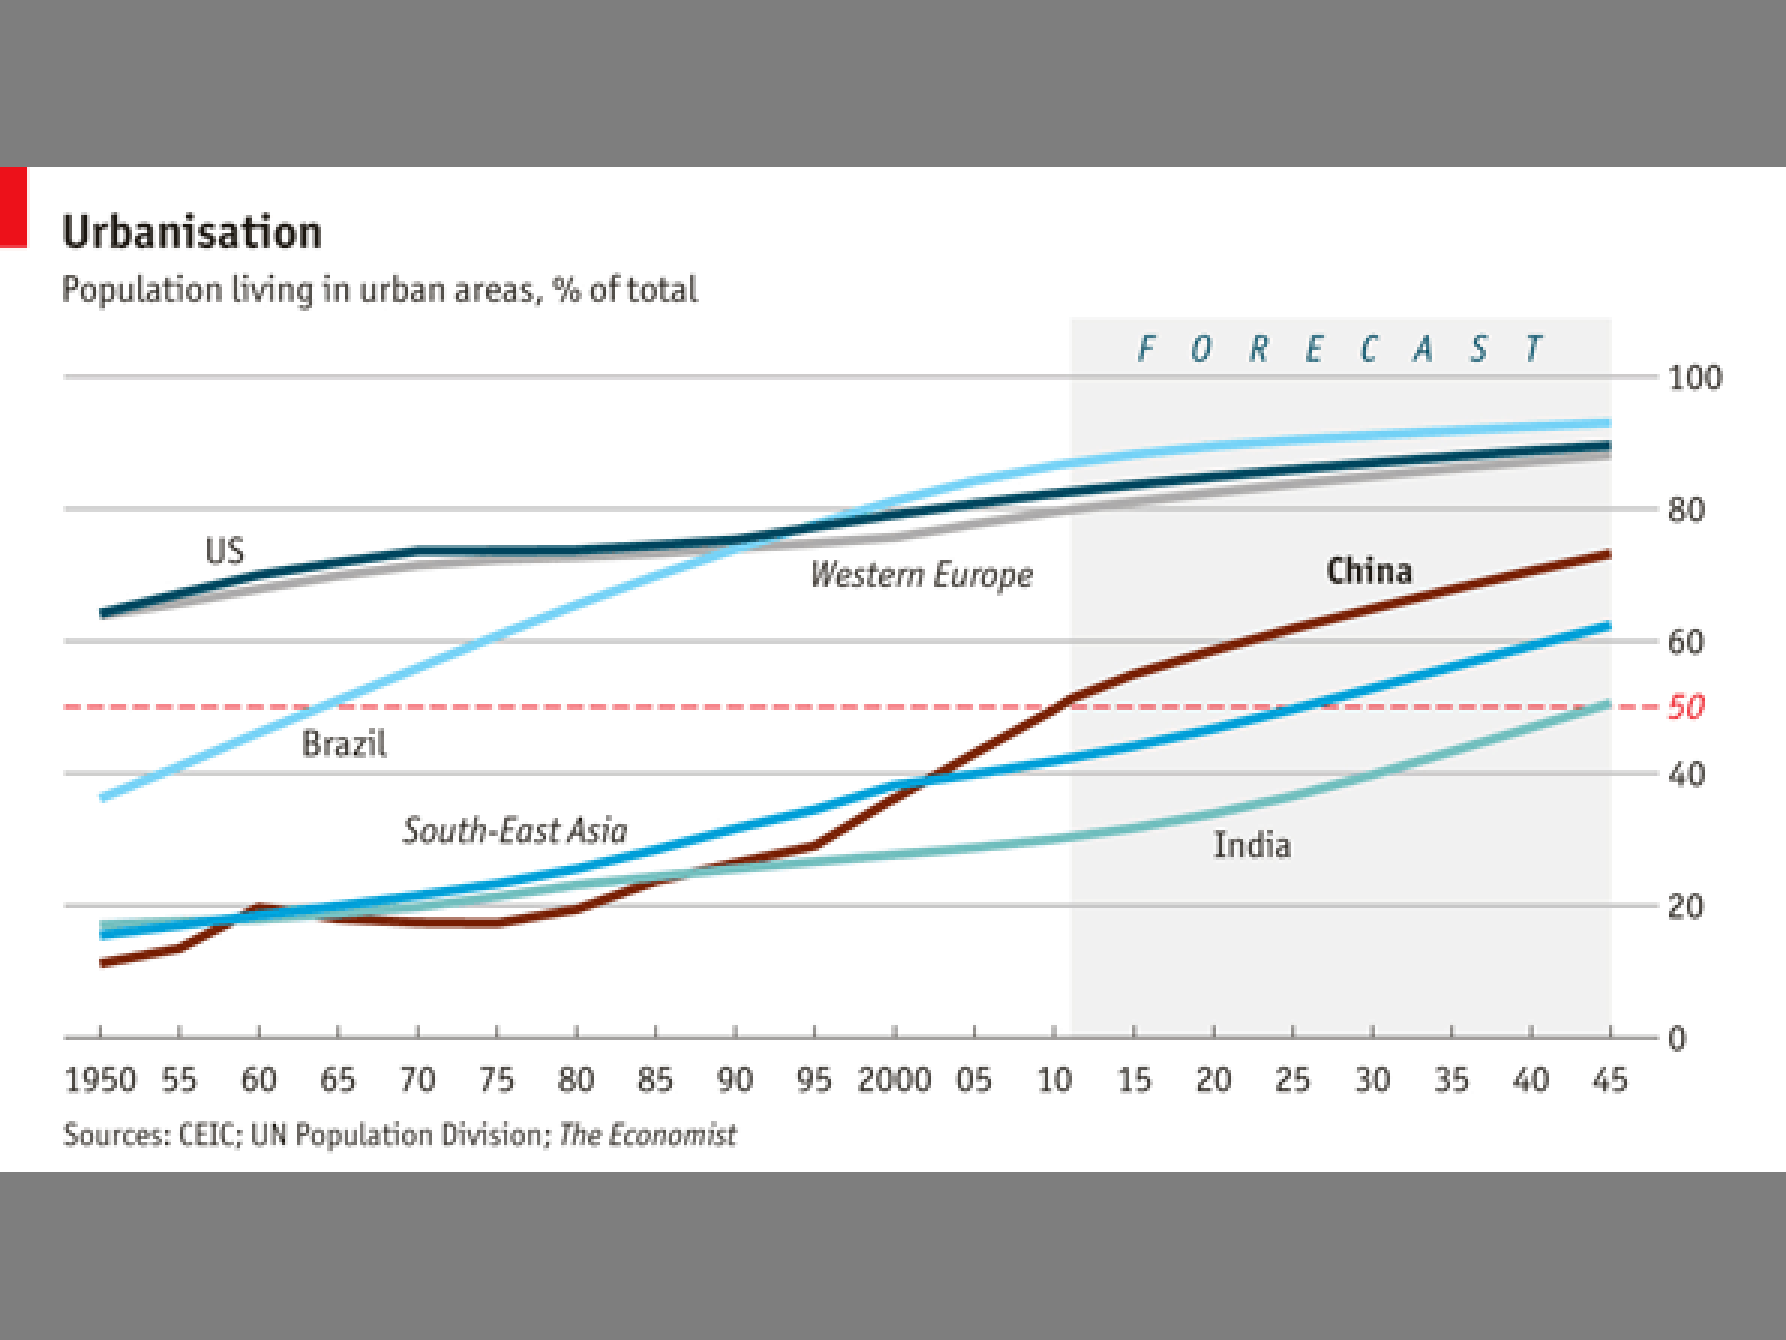 Urbanisation
Population living in urban areas, % of total
FORECAST
100
80
US
Western Europe
China
60
50
Brazil
40
South-East Asia
India
20
0
1950 55 60 65 70 75 80 85 90 95 2000 05 10 15 20 25 30 35 40 45
Sources: CEIC; UN Population Division; The Economist